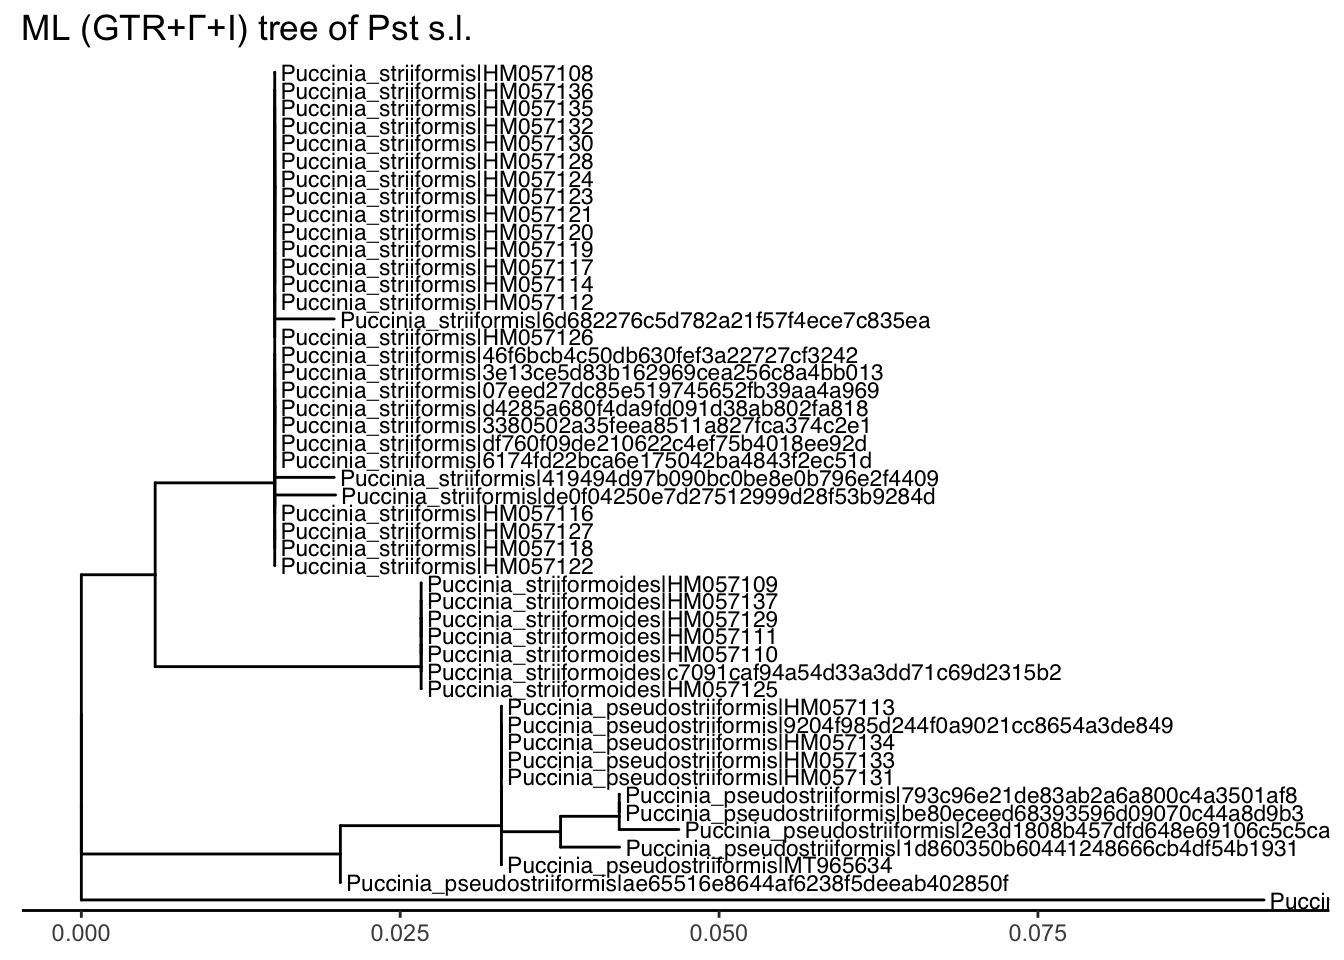 ML (GTR+Γ+I) tree of Pst s.l.
Puccinia_striiformis|HM057108
Puccinia_striiformis|HM057136
Puccinia_striiformis|HM057135
Puccinia_striiformis|HM057132
Puccinia_striiformis|HM057130
Puccinia_striiformis|HM057128
Puccinia_striiformis|HM057124
Puccinia_striiformis|HM057123
Puccinia_striiformis|HM057121
Puccinia_striiformis|HM057120
Puccinia_striiformis|HM057119
Puccinia_striiformis|HM057117
Puccinia_striiformis|HM057114
Puccinia_striiformis|HM057112
Puccinia_striiformis|6d682276c5d782a21f57f4ece7c835ea
Puccinia_striiformis|HM057126
Puccinia_striiformis|46f6bcb4c50db630fef3a22727cf3242
Puccinia_striiformis|3e13ce5d83b162969cea256c8a4bb013
Puccinia_striiformis|07eed27dc85e519745652fb39aa4a969
Puccinia_striiformis|d4285a680f4da9fd091d38ab802fa818
Puccinia_striiformis|3380502a35feea8511a827fca374c2e1
Puccinia_striiformis|df760f09de210622c4ef75b4018ee92d
Puccinia_striiformis|6174fd22bca6e175042ba4843f2ec51d
Puccinia_striiformis|419494d97b090bc0be8e0b796e2f4409
Puccinia_striiformis|de0f04250e7d27512999d28f53b9284d
Puccinia_striiformis|HM057116
Puccinia_striiformis|HM057127
Puccinia_striiformis|HM057118
Puccinia_striiformis|HM057122
Puccinia_striiformoides|HM057109
Puccinia_striiformoides|HM057137
Puccinia_striiformoides|HM057129
Puccinia_striiformoides|HM057111
Puccinia_striiformoides|HM057110
Puccinia_striiformoides|c7091caf94a54d33a3dd71c69d2315b2
Puccinia_striiformoides|HM057125
Puccinia_pseudostriiformis|HM057113
Puccinia_pseudostriiformis|9204f985d244f0a9021cc8654a3de849
Puccinia_pseudostriiformis|HM057134
Puccinia_pseudostriiformis|HM057133
Puccinia_pseudostriiformis|HM057131
Puccinia_pseudostriiformis|793c96e21de83ab2a6a800c4a3501af8
Puccinia_pseudostriiformis|be80eceed68393596d09070c44a8d9b3
Puccinia_pseudostriiformis|2e3d1808b457dfd648e69106c5c5ca
Puccinia_pseudostriiformis|1d860350b60441248666cb4df54b1931
Puccinia_pseudostriiformis|MT965634
Puccinia_pseudostriiformis|ae65516e8644af6238f5deeab402850f
Pucci
0.000 0.025 0.050 0.075